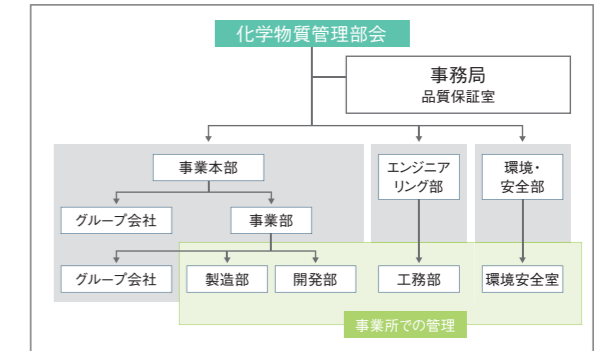 化学物質管理部会
事務局
品質保証室
事業本部
エンジニア
リング部
環境・
安全部
グループ会社
事業部
グループ会社
製造部
開発部
工務部
環境安全室
事業所での管理